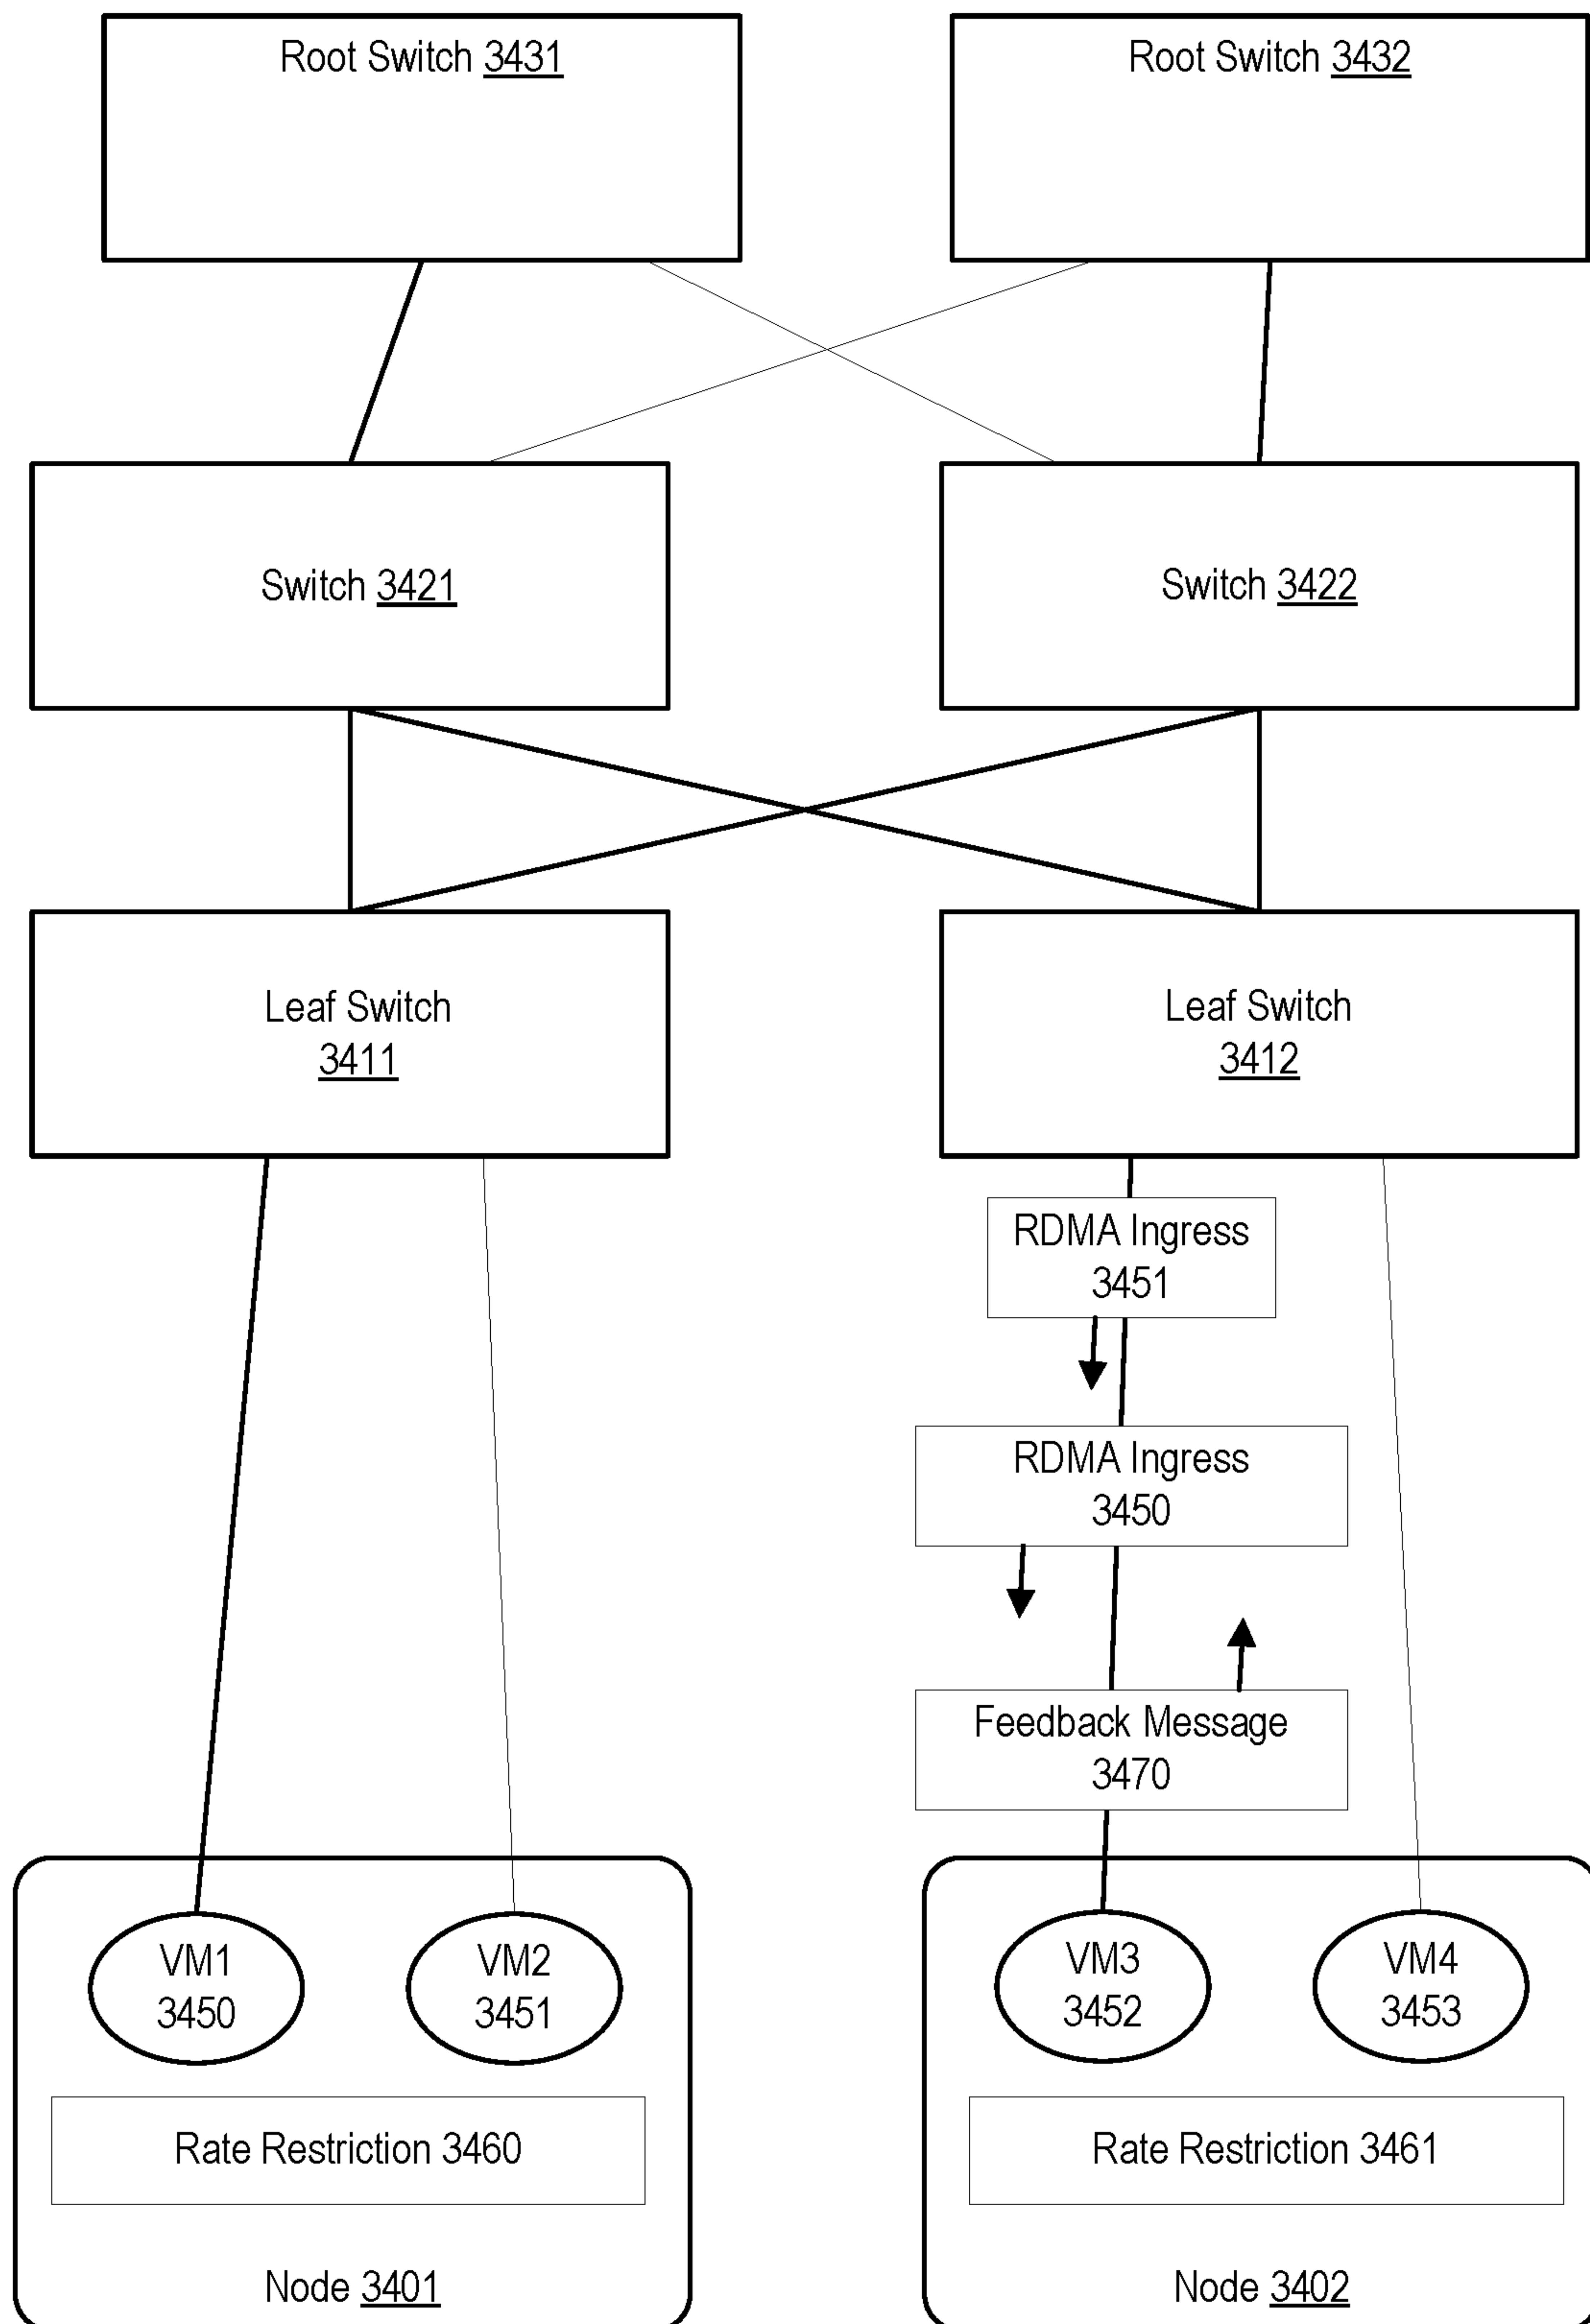 Root Switch 3431
Root Switch 3432
Switch 3421
Switch 3422
Leaf Switch
3411
Leaf Switch
3412
RDMA Ingress
3451
RDMA Ingress
3450
Feedback Message
3470
VM1
3450
VM2
3451
VM3
3452
VM4
3453
Rate Restriction 3460
Rate Restriction 3461
Node 3401
Node 3402